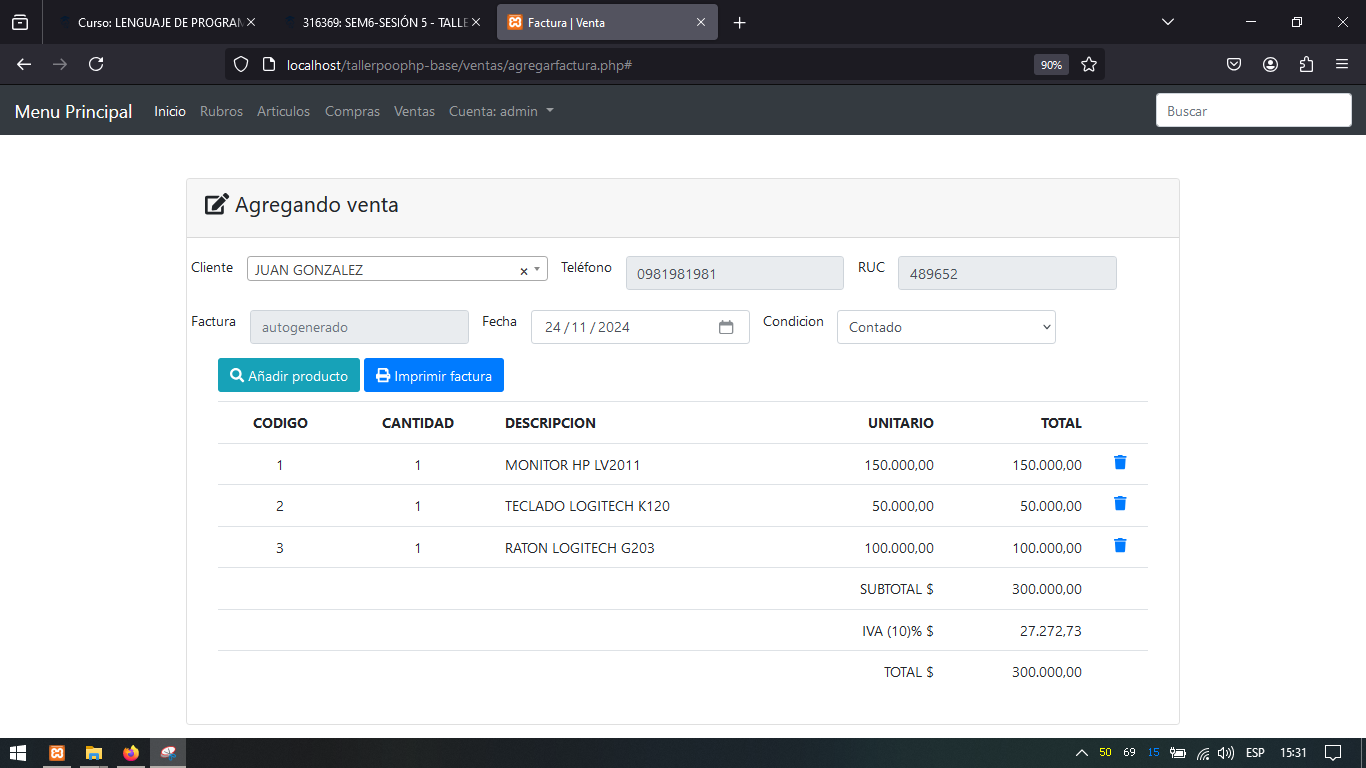 Curso: LENGUAJE DE PROGRAM
316369: SEM6-SESIÓN 5 - TALLE
Factura | Venta
localhost/tallerpoophp-base/ventas/agregarfactura.php#
90%
Menu Principal Inicio Rubros Articulos Compras Ventas Cuenta: admin Buscar
Agregando venta
Cliente JUAN GONZALEZ × Teléfono 0981981981 RUC 489652
Factura autogenerado Fecha 24/11/2024 Condicion Contado
Añadir producto Imprimir factura
CODIGO CANTIDAD DESCRIPCION UNITARIO TOTAL
1 1 MONITOR HP LV2011 150.000,00 150.000,00
2 1 TECLADO LOGITECH K120 50.000,00 50.000,00
3 1 RATON LOGITECH G203 100.000,00 100.000,00
SUBTOTAL $ 300.000,00
IVA (10)% $ 27.272,73
TOTAL $ 300.000,00
50 69 15 ESP 15:31